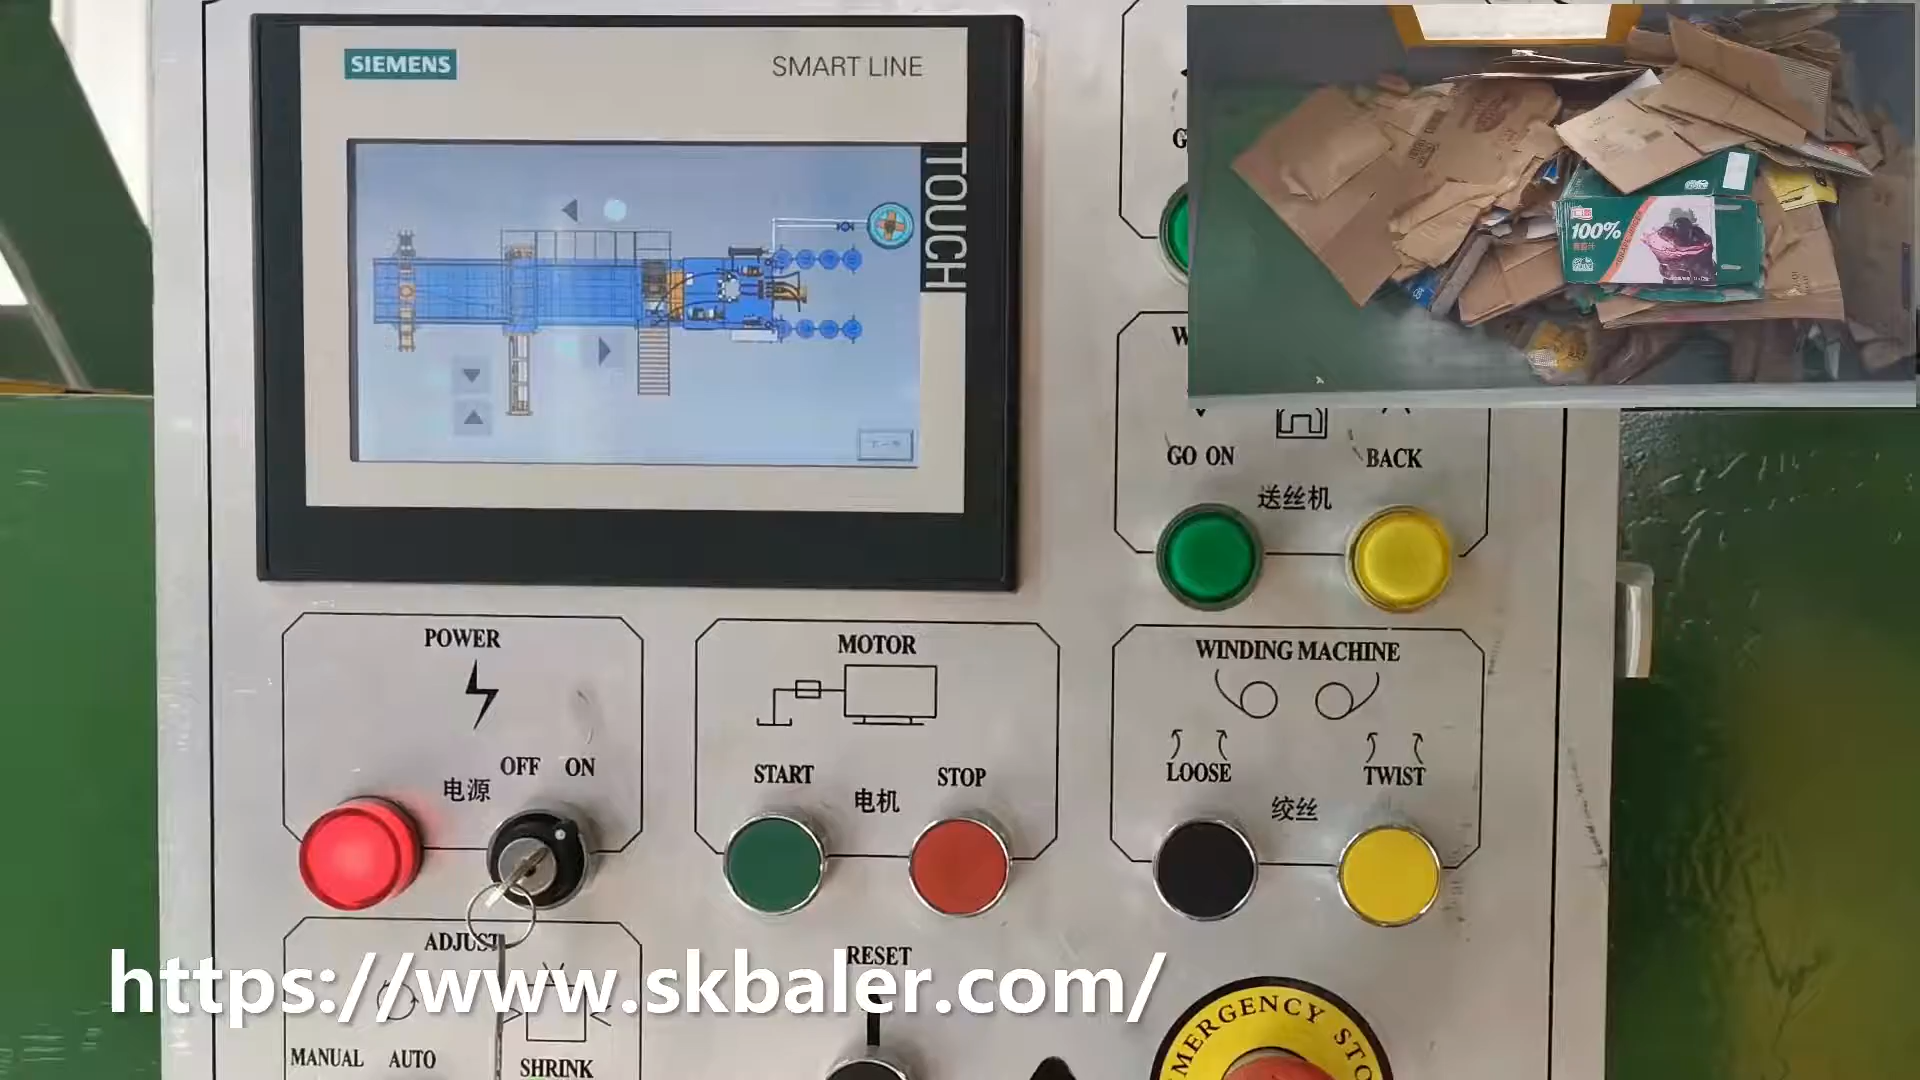 SIEMENS
SMART LINE
TOUCH
100%
GO ON
BACK
送丝机
POWER
OFF ON
电源
MOTOR
START
STOP
电机
WINDING MACHINE
LOOSE
TWIST
绞丝
ADJUST
MANUAL AUTO
SHRINK
RESET
EMERGENCY STO
https://www.skbaler.com/